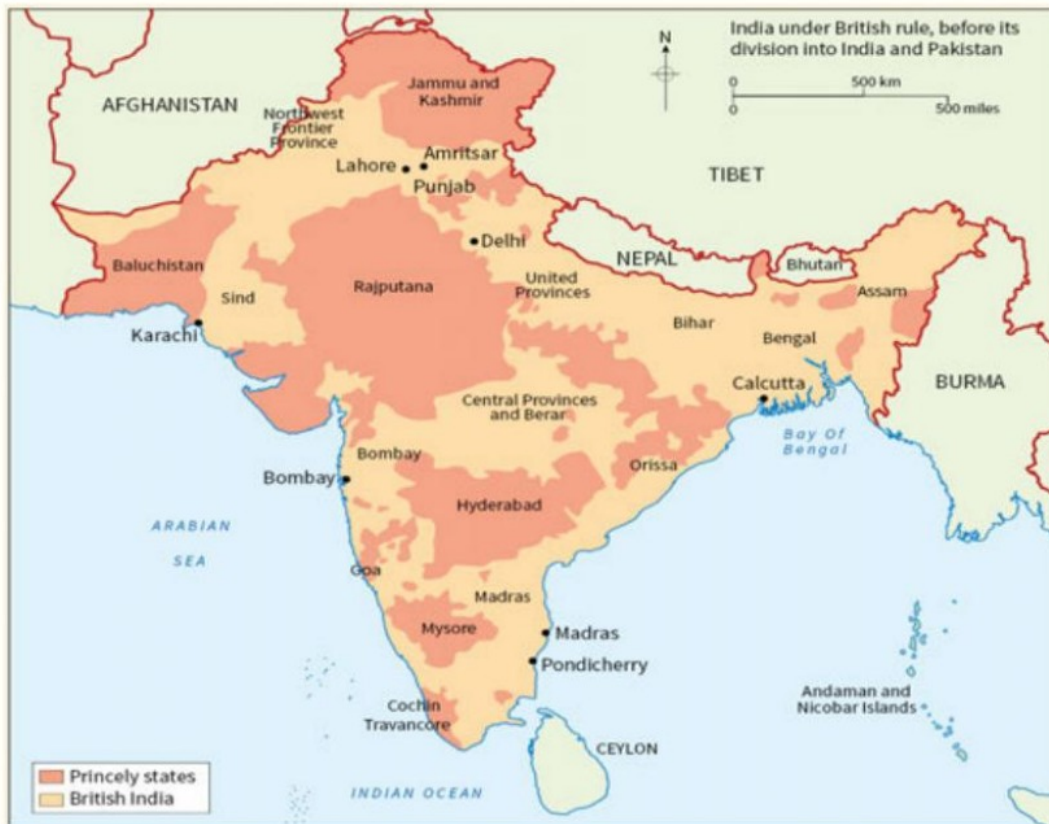 India under British rule, before its
division into India and Pakistan
N
0
500 km
0
500 miles
AFGHANISTAN
Jammu and
Kashmir
Northwest
Frontier
Province
Lahore
Amritsar
Punjab
TIBET
Delhi
NEPAL
Bhutan
Baluchistan
Rajputana
United
Provinces
Assam
Sind
Bihar
Bengal
Karachi
Calcutta
BURMA
Central Provinces
and Berar
Bay Of
Bengal
Bombay
Orissa
Bombay
Hyderabad
ARABIAN
SEA
Goa
Madras
Mysore
Madras
Pondicherry
Andaman and
Nicobar Islands
Cochin
Travancore
CEYLON
Princely states
British India
INDIAN OCEAN